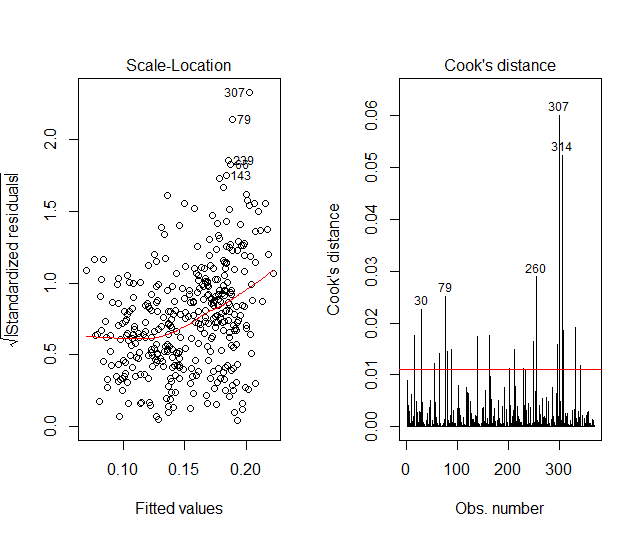 Scale-Location
√|Standardized residuals|
0.0 0.5 1.0 1.5 2.0
307
79
239
143
0.10 0.15 0.20
Fitted values
Cook's distance
Cook's distance
0.00 0.01 0.02 0.03 0.04 0.05 0.06
307
314
260
79
30
0 100 200 300
Obs. number